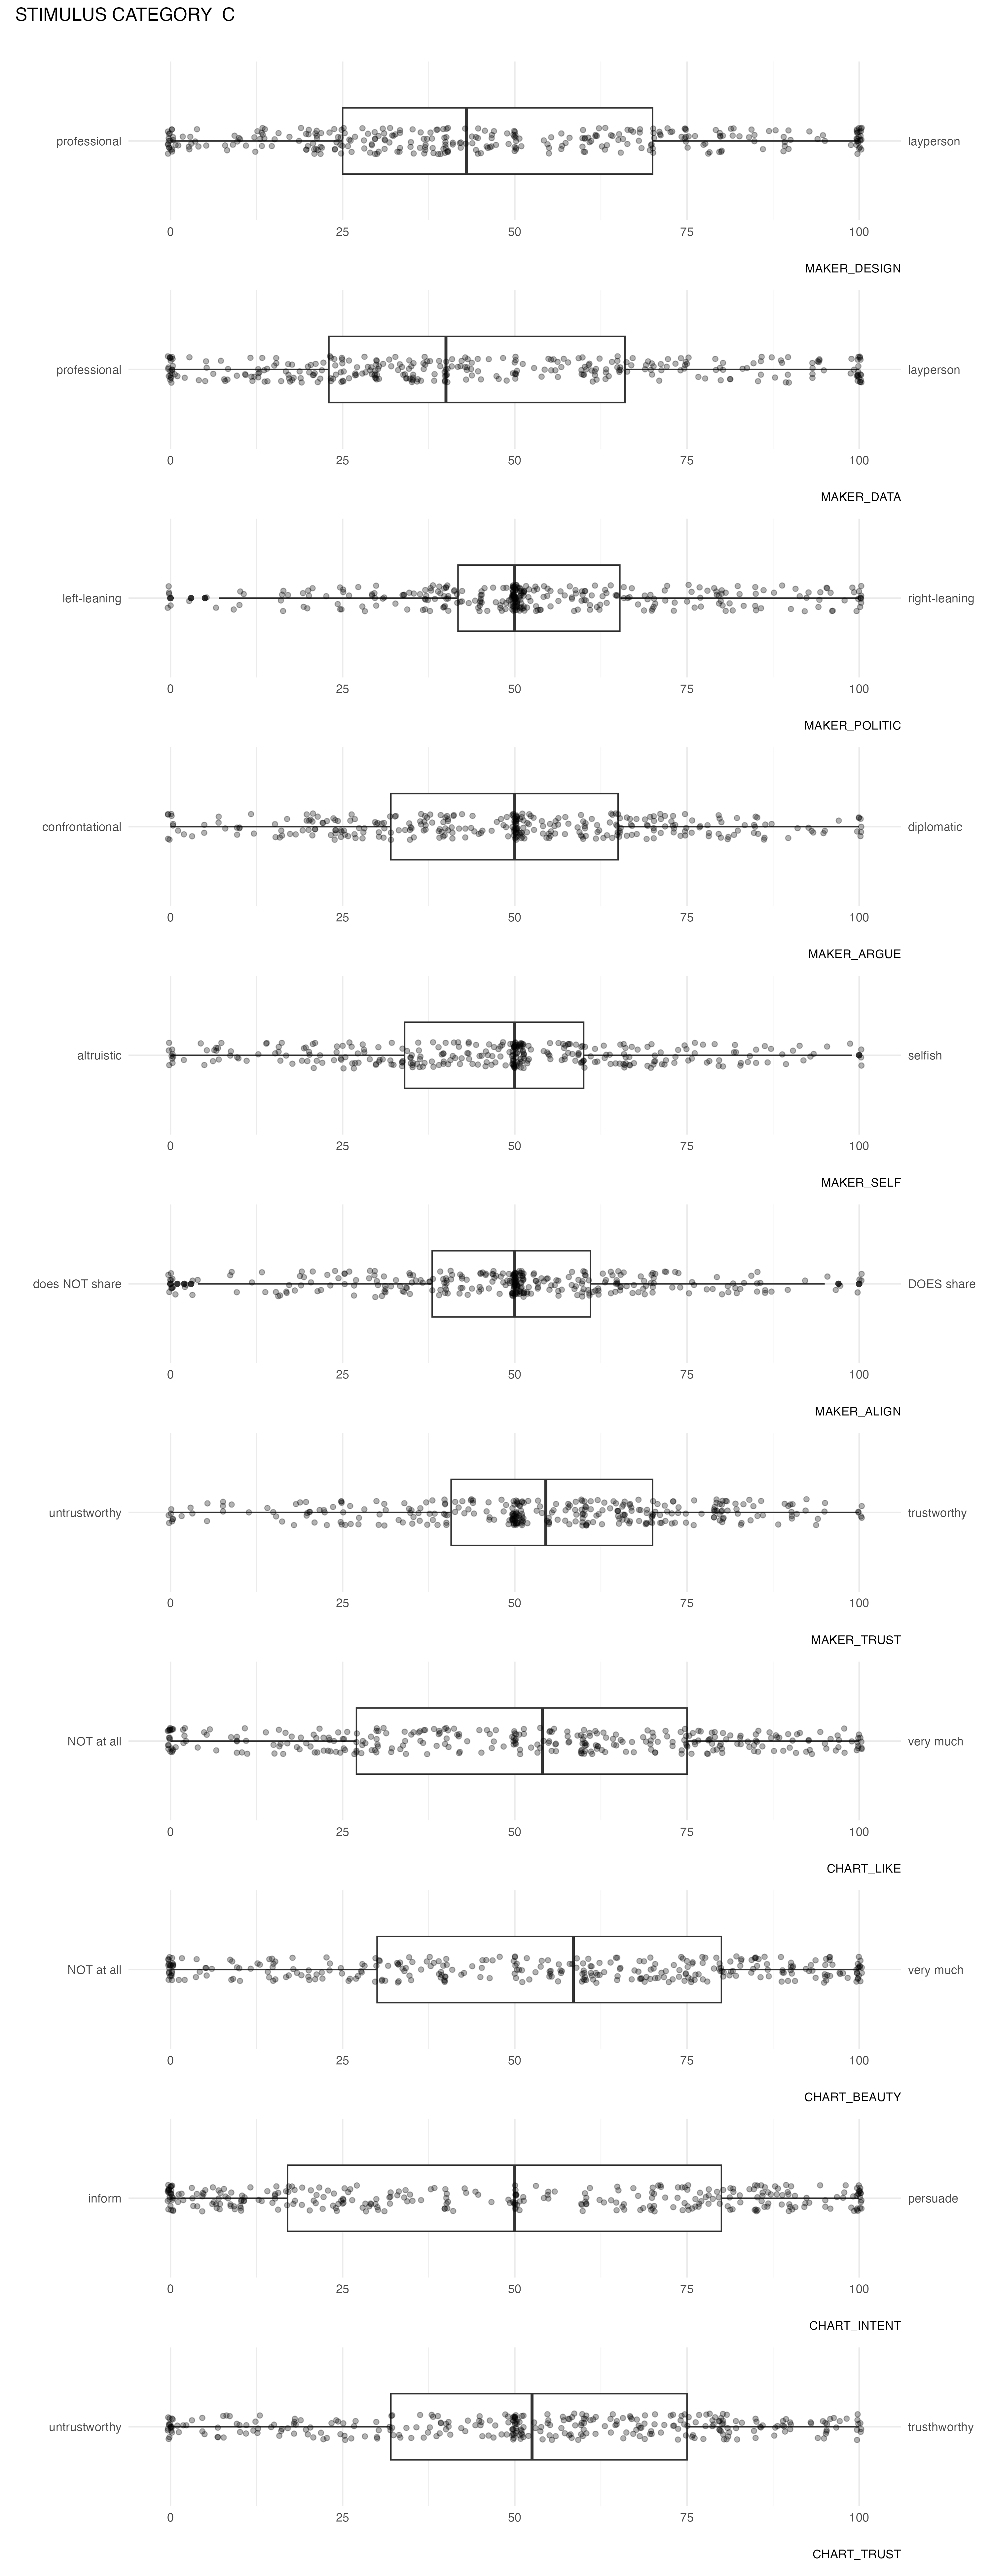 STIMULUS CATEGORY  C
professional layperson
0 25 50 75 100
MAKER_DESIGN
professional layperson
0 25 50 75 100
MAKER_DATA
left-leaning right-leaning
0 25 50 75 100
MAKER_POLITIC
confrontational diplomatic
0 25 50 75 100
MAKER_ARGUE
altruistic selfish
0 25 50 75 100
MAKER_SELF
does NOT share DOES share
0 25 50 75 100
MAKER_ALIGN
untrustworthy trustworthy
0 25 50 75 100
MAKER_TRUST
NOT at all very much
0 25 50 75 100
CHART_LIKE
NOT at all very much
0 25 50 75 100
CHART_BEAUTY
inform persuade
0 25 50 75 100
CHART_INTENT
untrustworthy trusthworthy
0 25 50 75 100
CHART_TRUST